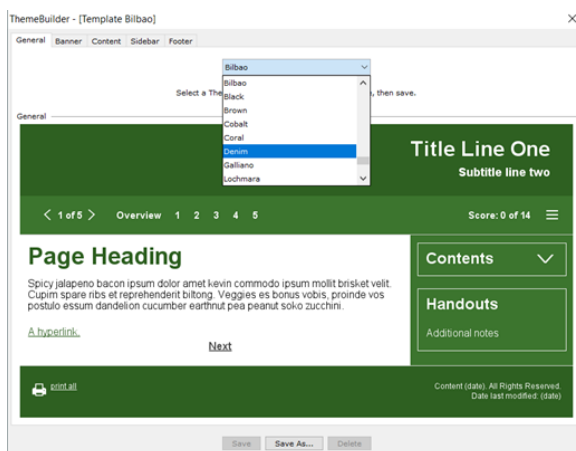 ThemeBuilder - [Template Bilbao]
General Banner Content Sidebar Footer
Bilbao
Bilbao
Black
Brown
Cobalt
Coral
Denim
Galliano
Lochmara
Select a The
, then save.
General
Title Line One
Subtitle line two
< 1 of 5 > Overview 1 2 3 4 5
Score: 0 of 14
Page Heading
Spicy jalapeno bacon ipsum dolor amet kevin commodo ipsum mollit brisket velit.
Cupim spare ribs et reprehenderit biltong. Veggies es bonus vobis, proinde vos
postulo essum dandelion cucumber earthnut pea peanut soko zucchini.
A hyperlink.
Next
Contents
Handouts
Additional notes
print all
Content (date). All Rights Reserved.
Date last modified: (date)
Save Save As... Delete